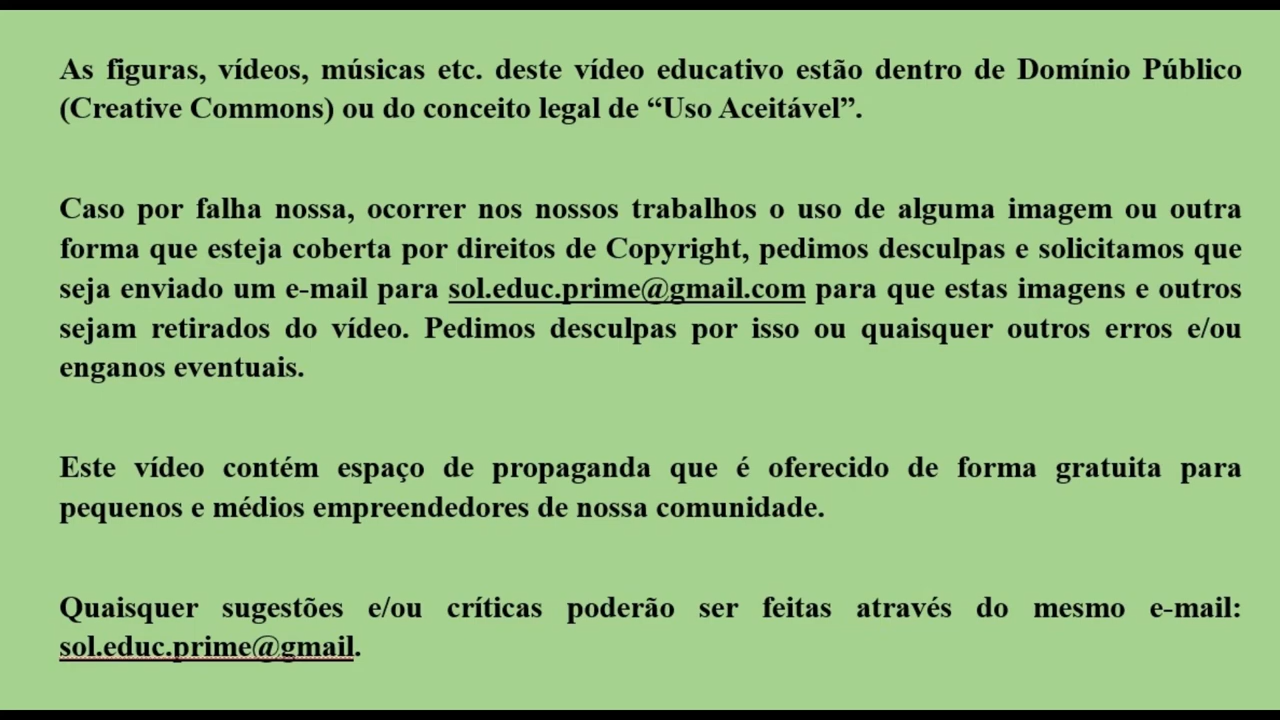 As figuras, vídeos, músicas etc. deste vídeo educativo estão dentro de Domínio Público
(Creative Commons) ou do conceito legal de “Uso Aceitável”.
Caso por falha nossa, ocorrer nos nossos trabalhos o uso de alguma imagem ou outra
forma que esteja coberta por direitos de Copyright, pedimos desculpas e solicitamos que
seja enviado um e-mail para sol.educ.prime@gmail.com para que estas imagens e outros
sejam retirados do vídeo. Pedimos desculpas por isso ou quaisquer outros erros e/ou
enganos eventuais.
Este vídeo contém espaço de propaganda que é oferecido de forma gratuita para
pequenos e médios empreendedores de nossa comunidade.
Quaisquer sugestões e/ou críticas poderão ser feitas através do mesmo e-mail:
sol.educ.prime@gmail.